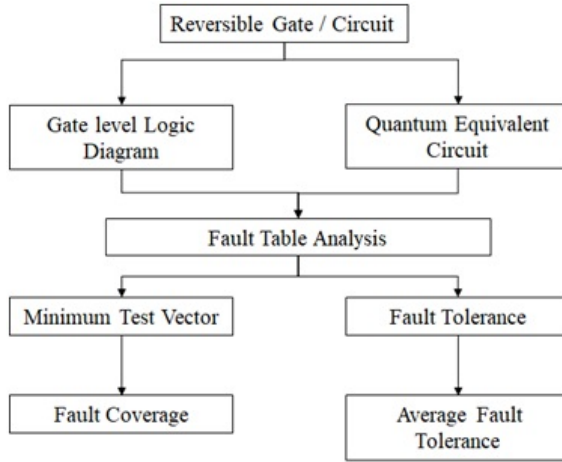 Reversible Gate / Circuit
Gate level Logic
Diagram
Quantum Equivalent
Circuit
Fault Table Analysis
Minimum Test Vector
Fault Tolerance
Fault Coverage
Average Fault
Tolerance